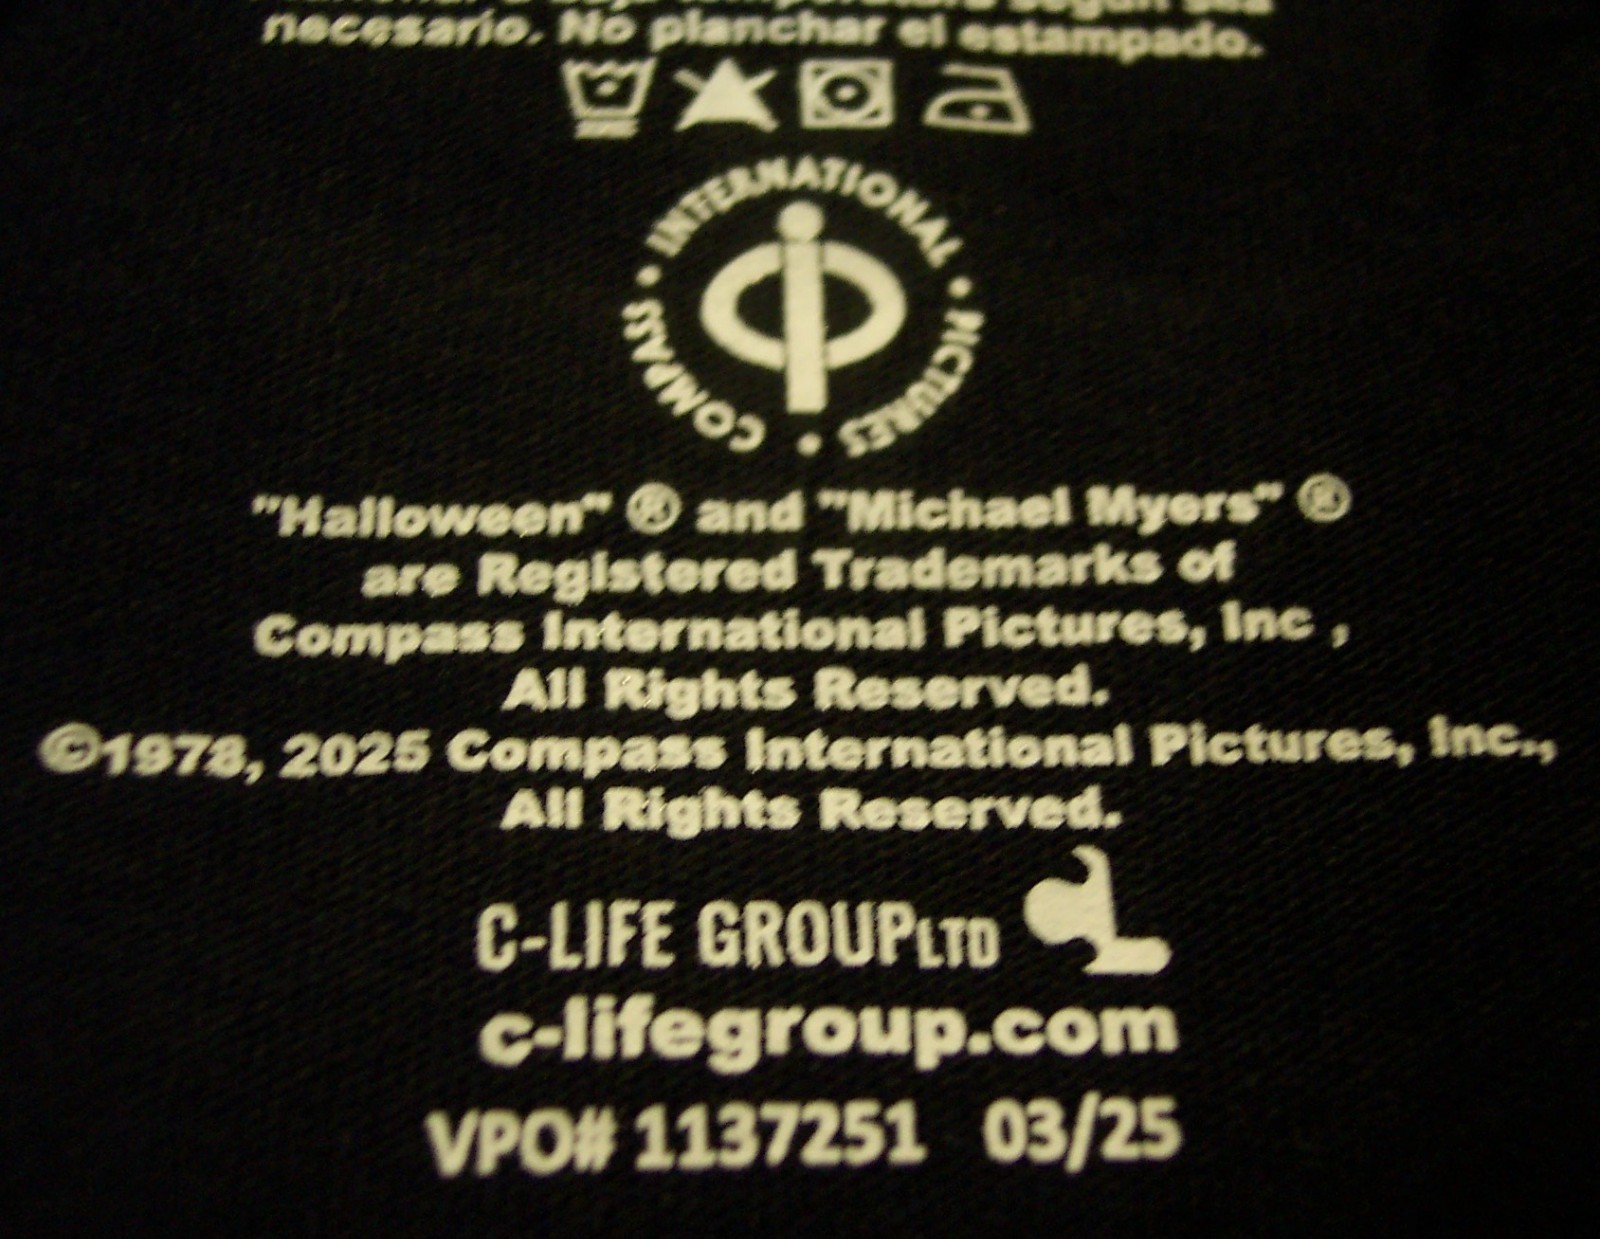 necesario. No planchar el estampado.
COMPASS • INTERNATIONAL • PICTURES •
"Halloween" ® and "Michael Myers" ®
are Registered Trademarks of
Compass International Pictures, Inc ,
All Rights Reserved.
©1978, 2025 Compass International Pictures, Inc.,
All Rights Reserved.
C-LIFE GROUP LTD
c-lifegroup.com
VPO# 1137251 03/25